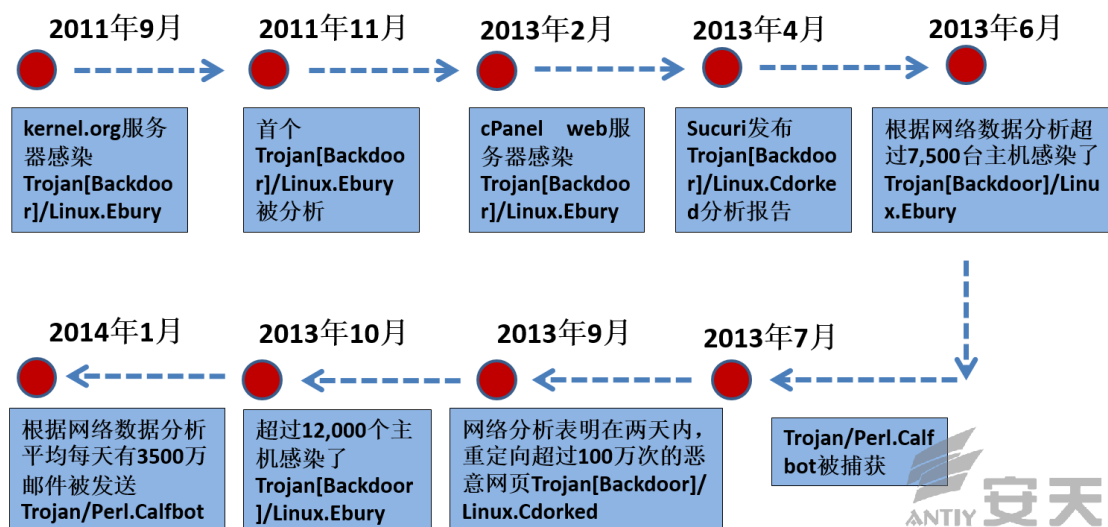 2011年9月
2011年11月
2013年2月
2013年4月
2013年6月
kernel.org服务
器感染
Trojan[Backdoo
r]/Linux.Ebury
首个
Trojan[Backdoo
r]/Linux.Ebury
被分析
cPanel web服
务器感染
Trojan[Backdoo
r]/Linux.Ebury
Sucuri发布
Trojan[Backdoo
r]/Linux.Cdorke
d分析报告
根据网络数据分析超
过7,500台主机感染了
Trojan[Backdoor]/Linu
x.Ebury
2013年7月
2013年9月
2013年10月
2014年1月
Trojan/Perl.Calf
bot被捕获
网络分析表明在两天内,
重定向超过100万次的恶
意网页Trojan[Backdoor]/
Linux.Cdorked
超过12,000个主
机感染了
Trojan[Backdoor
]/Linux.Ebury
根据网络数据分析
平均每天有3500万
邮件被发送
Trojan/Perl.Calfbot
ANTIY 安天